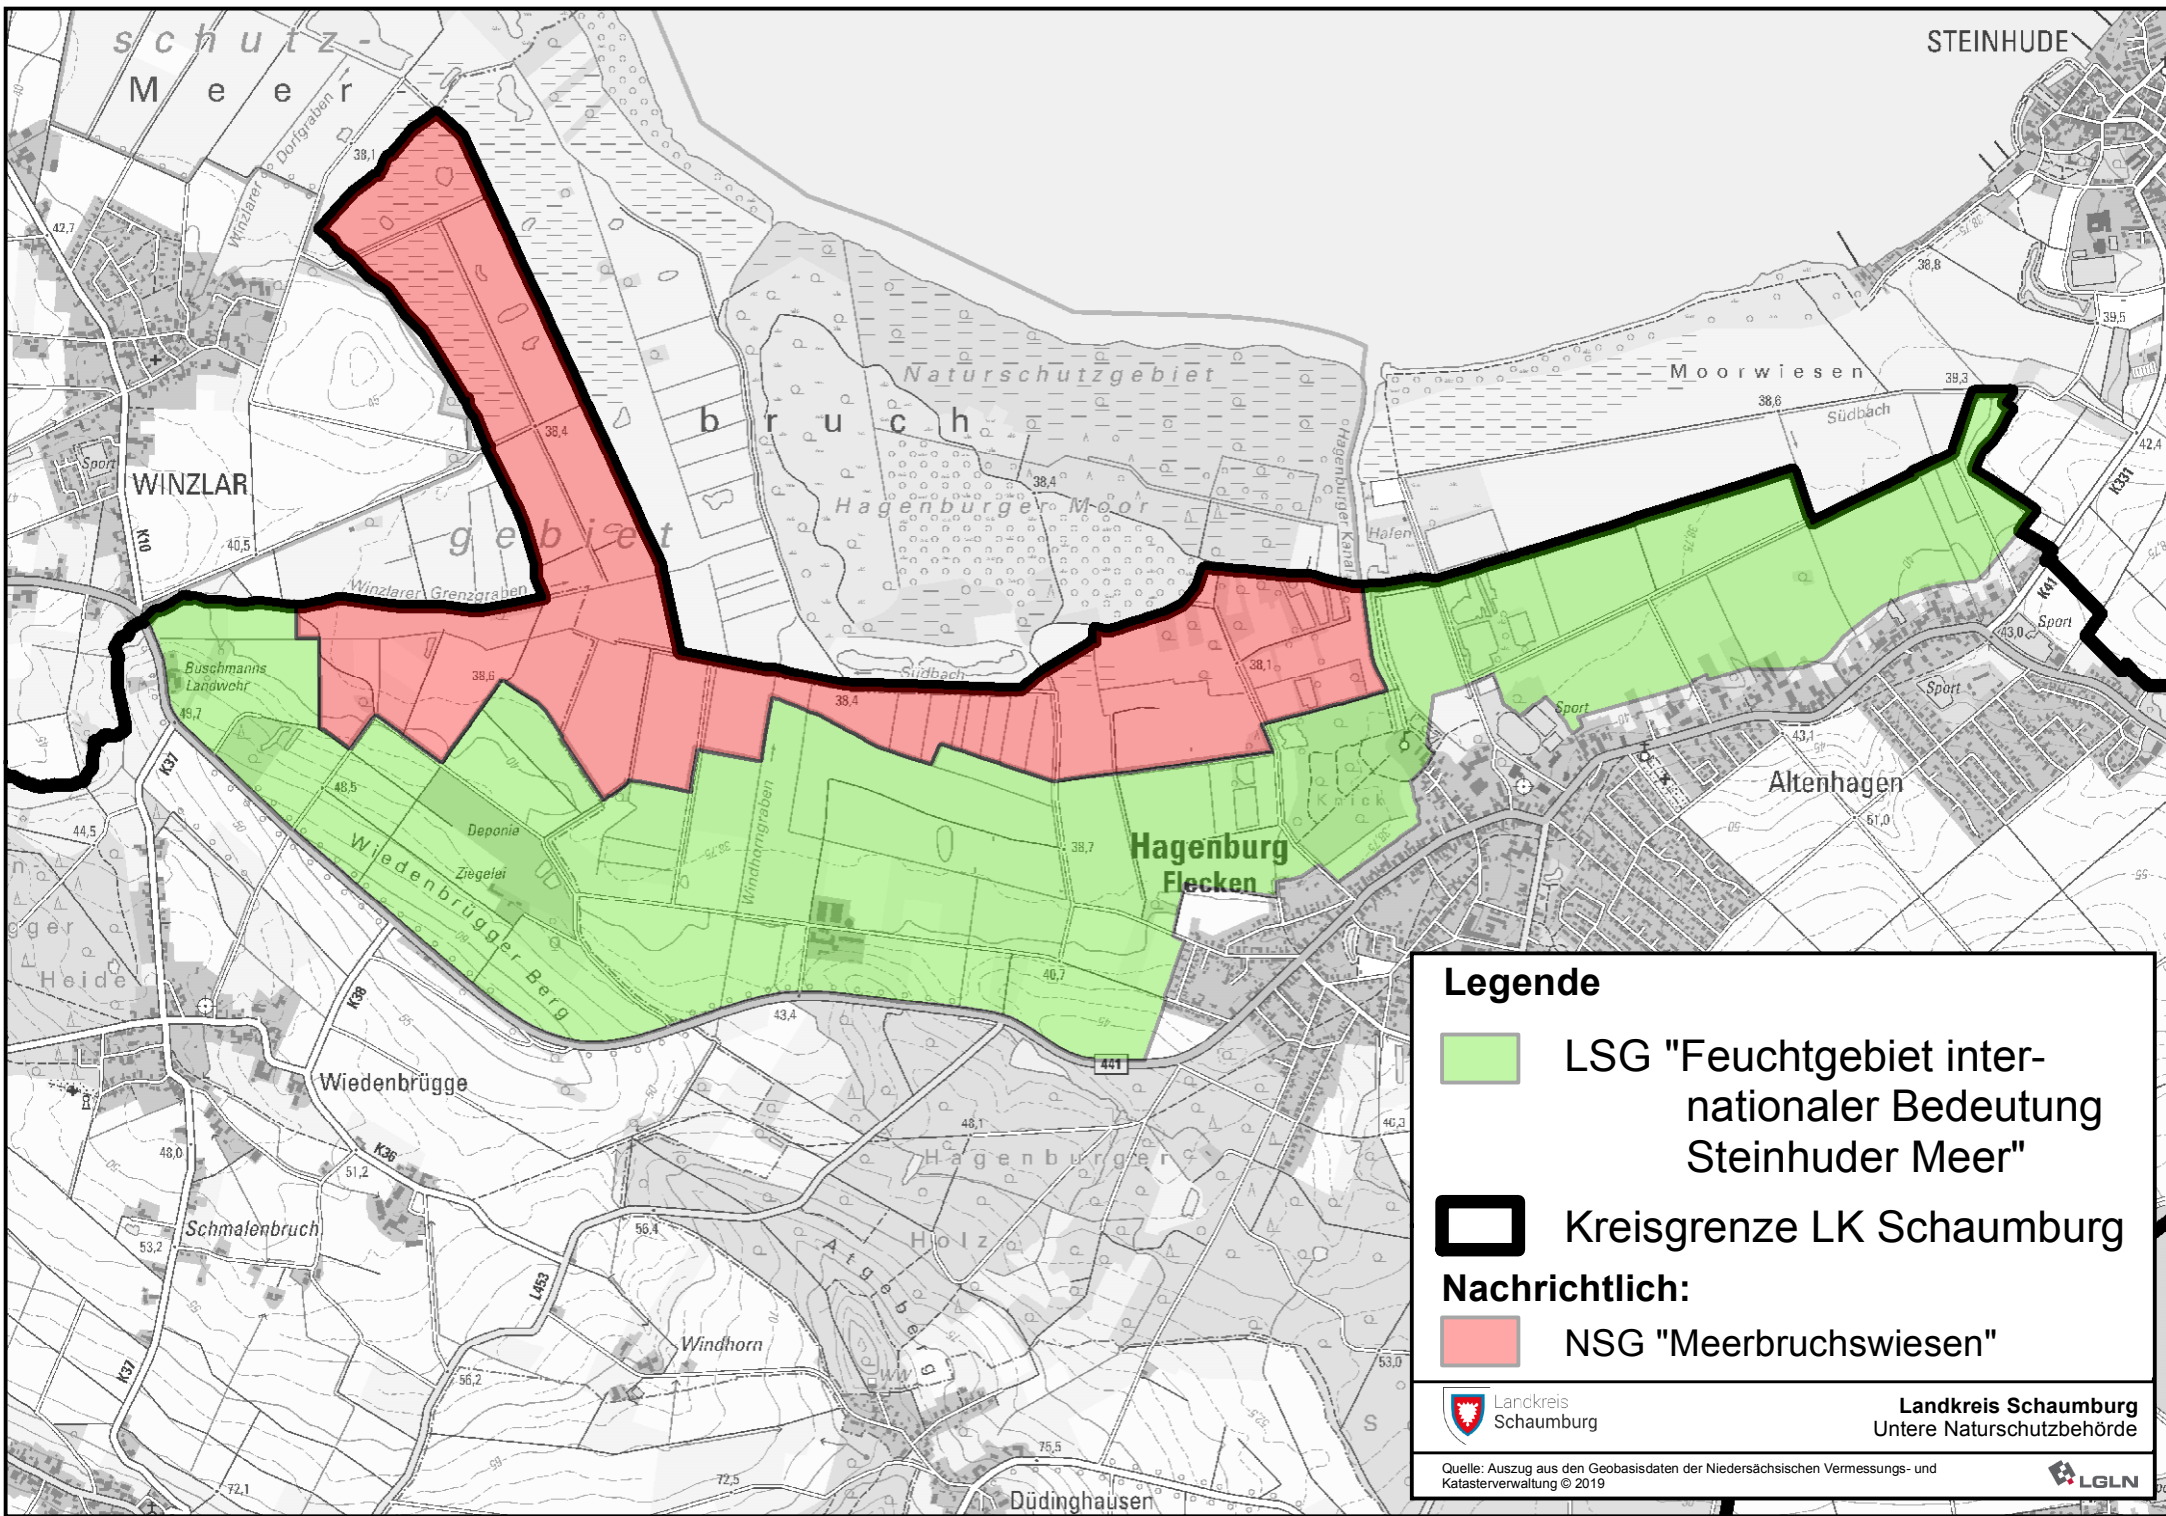 schutz-
STEINHUDE
Meer
Winzlarer Dorfgraben
38,1
42,7
38,8
39,5
Naturschutzgebiet
Moorwiesen
39,3
38,6
Südbach
bruch
38,4
42,4
Sport
WINZLAR
K331
38,4
Hagenburger Moor
Hagenburger Kanal
Hafen
gebiet
K10
40,5
38,75
Winzlarer Grenzgraben
K41
Sport
43,0
Buschmanns
Landwehr
38,6
38,1
Südbach
38,4
Sport
49,7
Sport
43,1
K37
48,5
Altenhagen
Deponie
Knick
44,5
Windhorngraben
38,75
38,7
Hagenburg
Flecken
51,0
Wiedenbrügger Berg
Ziegelei
Heide
K38
40,7
43,4
441
Legende
LSG "Feuchtgebiet inter-
nationaler Bedeutung
Steinhuder Meer"
Wiedenbrügge
48,1
Hagenburger
Holz
48,0
K36
51,2
Kreisgrenze LK Schaumburg
Schmalenbruch
53,2
56,4
Atgeberg
L453
Nachrichtlich:
NSG "Meerbruchswiesen"
Windhorn
53,0
K37
56,2
WW
Landkreis
Schaumburg
Landkreis Schaumburg
Untere Naturschutzbehörde
75,5
72,5
72,1
Düdinghausen
Quelle: Auszug aus den Geobasisdaten der Niedersächsischen Vermessungs- und
Katasterverwaltung © 2019
LGLN